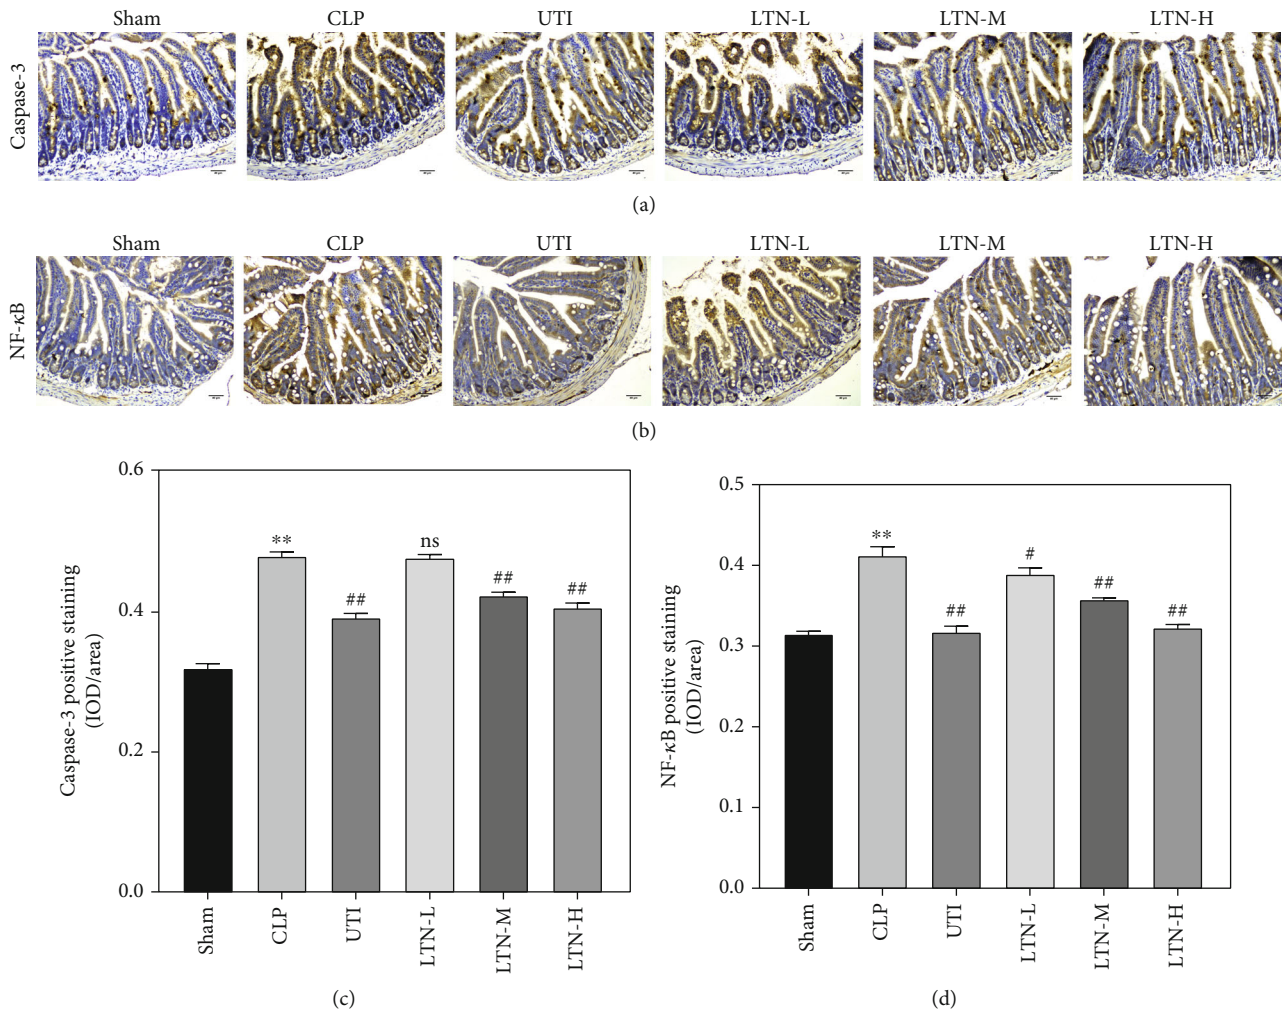 Sham CLP UTI LTN-L LTN-M LTN-H
Caspase-3
(a)
Sham CLP UTI LTN-L LTN-M LTN-H
NF-κB
(b)
0.6
0.4
0.2
0.0
Caspase-3 positive staining
(IOD/area)
**
##
ns
##
##
Sham
CLP
UTI
LTN-L
LTN-M
LTN-H
(c)
0.5
0.4
0.3
0.2
0.1
0.0
NF-κB positive staining
(IOD/area)
**
##
#
##
##
Sham
CLP
UTI
LTN-L
LTN-M
LTN-H
(d)